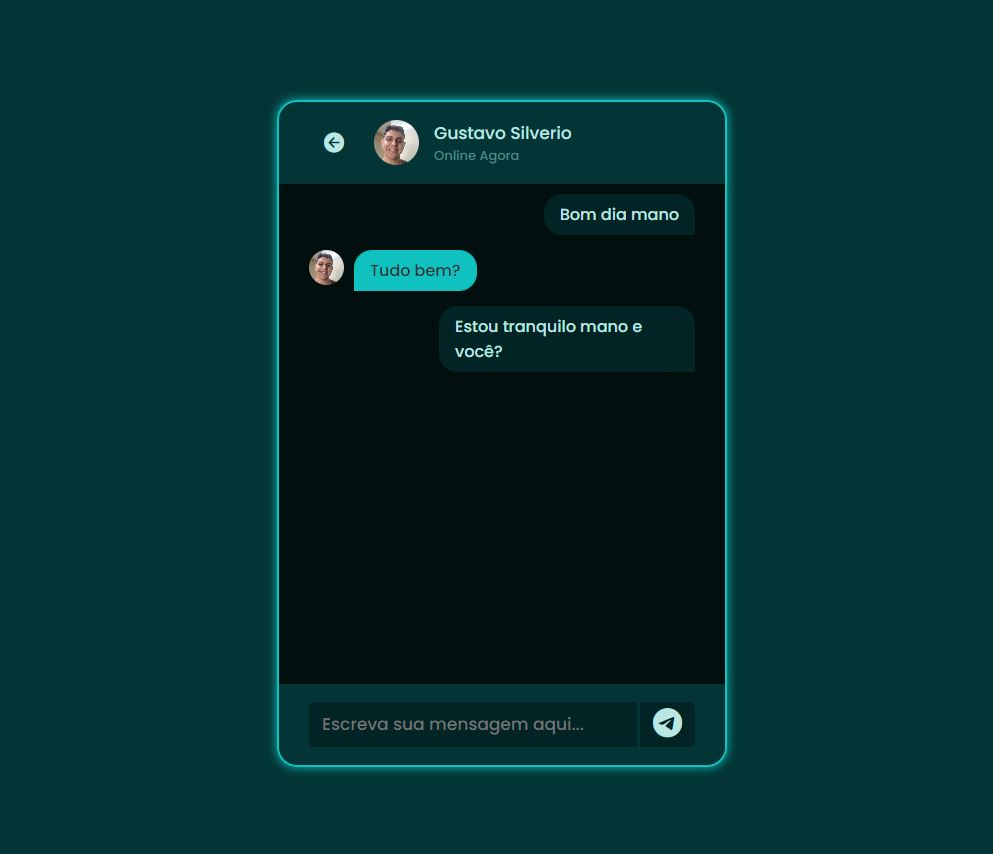 Gustavo Silverio
Online Agora
Bom dia mano
Tudo bem?
Estou tranquilo mano e
você?
Escreva sua mensagem aqui...